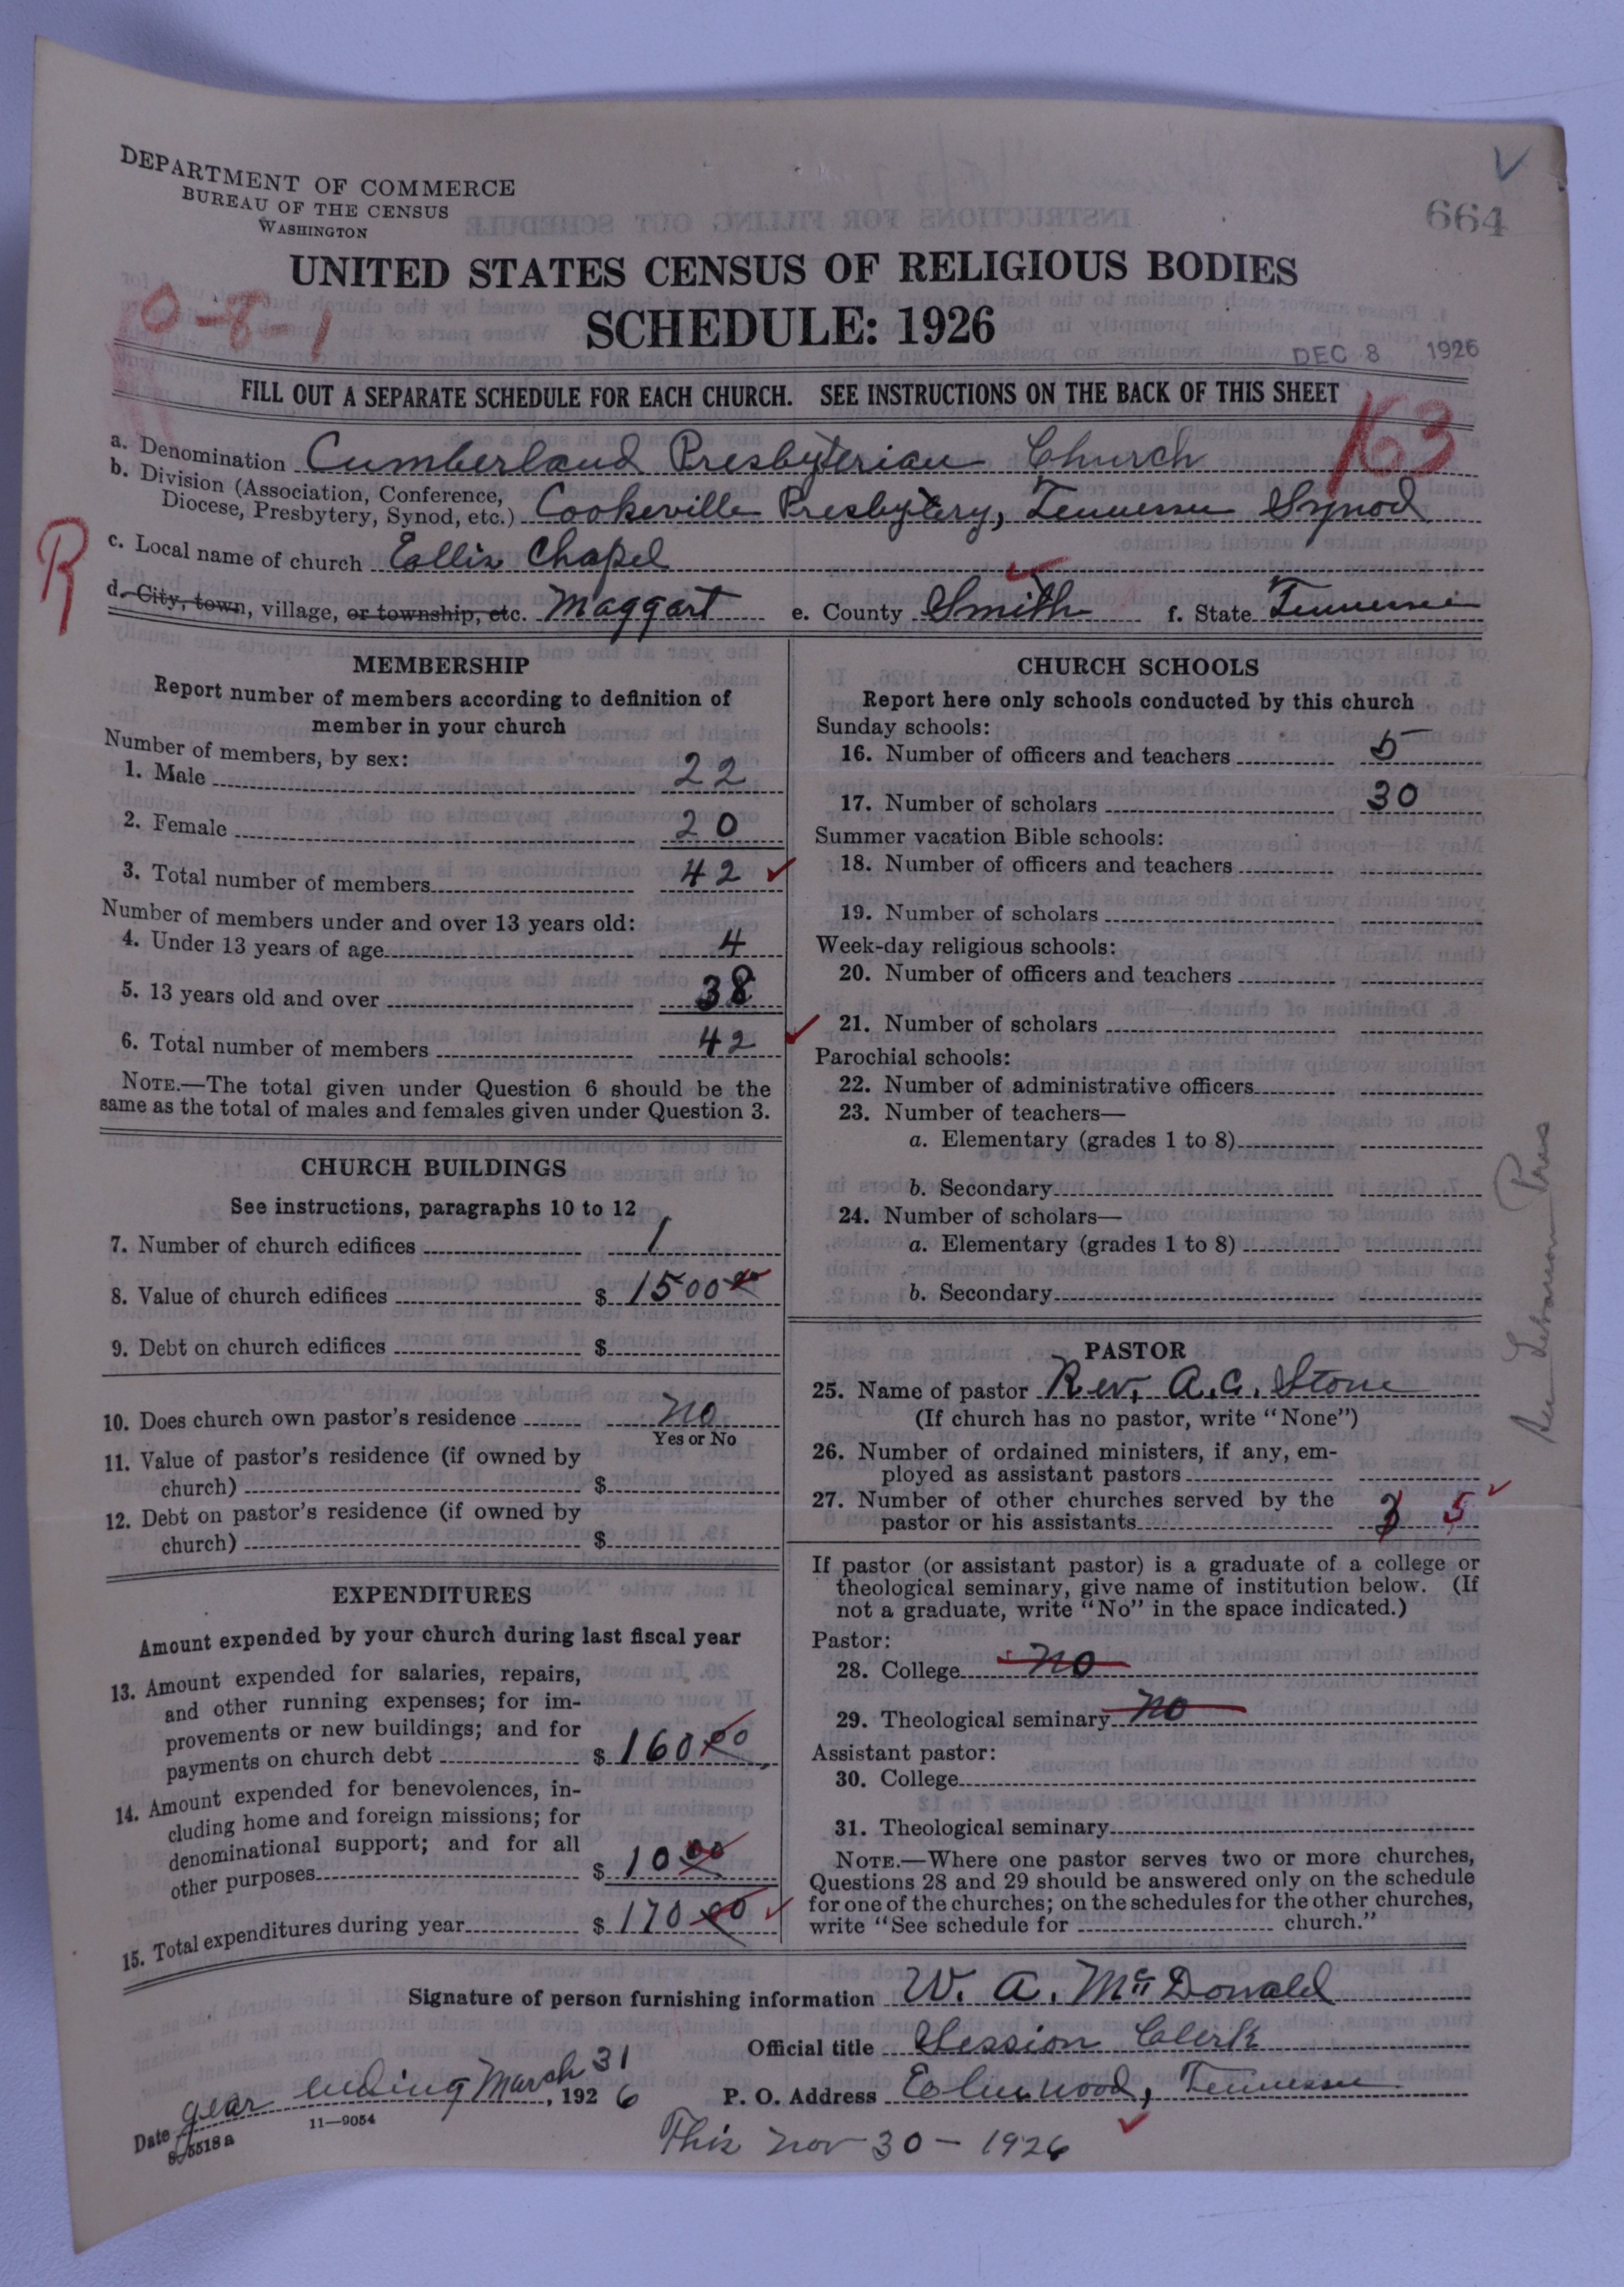 DEPARTMENT OF COMMERCE
BUREAU OF THE CENSUS
WASHINGTON
664
UNITED STATES CENSUS OF RELIGIOUS BODIES
0-8-1
SCHEDULE: 1926
DEC 8 1926
FILL OUT A SEPARATE SCHEDULE FOR EACH CHURCH. SEE INSTRUCTIONS ON THE BACK OF THIS SHEET
163
a. Denomination Cumberland Presbyterian Church
b. Division (Association, Conference,
Diocese, Presbytery, Synod, etc.) Cookeville Presbytery, Tennessee Synod
R
c. Local name of church Ellis Chapel
d. City, town, village, or township, etc. Maggart e. County Smith f. State Tennessee
MEMBERSHIP
Report number of members according to definition of
member in your church
Number of members, by sex:
1. Male 22
2. Female 20
3. Total number of members 42
Number of members under and over 13 years old:
4. Under 13 years of age 4
5. 13 years old and over 38
6. Total number of members 42
NOTE.—The total given under Question 6 should be the
same as the total of males and females given under Question 3.
CHURCH BUILDINGS
See instructions, paragraphs 10 to 12
7. Number of church edifices 1
8. Value of church edifices $ 1500 00
9. Debt on church edifices $
10. Does church own pastor's residence no
Yes or No
11. Value of pastor's residence (if owned by
church) $
12. Debt on pastor's residence (if owned by
church) $
EXPENDITURES
Amount expended by your church during last fiscal year
13. Amount expended for salaries, repairs,
and other running expenses; for im-
provements or new buildings; and for
payments on church debt $ 160 00
14. Amount expended for benevolences, in-
cluding home and foreign missions; for
denominational support; and for all
other purposes $ 10 00
15. Total expenditures during year $ 170 00
CHURCH SCHOOLS
Report here only schools conducted by this church
Sunday schools:
16. Number of officers and teachers 5
17. Number of scholars 30
Summer vacation Bible schools:
18. Number of officers and teachers
19. Number of scholars
Week-day religious schools:
20. Number of officers and teachers
21. Number of scholars
Parochial schools:
22. Number of administrative officers
23. Number of teachers—
a. Elementary (grades 1 to 8)
b. Secondary
24. Number of scholars—
a. Elementary (grades 1 to 8)
b. Secondary
PASTOR
25. Name of pastor Rev. A. C. Stone
(If church has no pastor, write "None")
26. Number of ordained ministers, if any, em-
ployed as assistant pastors
27. Number of other churches served by the
pastor or his assistants 3 5
If pastor (or assistant pastor) is a graduate of a college or
theological seminary, give name of institution below. (If
not a graduate, write "No" in the space indicated.)
Pastor:
28. College no
29. Theological seminary no
Assistant pastor:
30. College
31. Theological seminary
NOTE.—Where one pastor serves two or more churches,
Questions 28 and 29 should be answered only on the schedule
for one of the churches; on the schedules for the other churches,
write "See schedule for church."
See Lebanon Pres
Signature of person furnishing information W. A. McDonald
Official title Session Clerk
Date year ending March 31, 1926 P. O. Address Elmwood, Tennessee
8-5518 a 11—9054
This Nov 30 - 1926